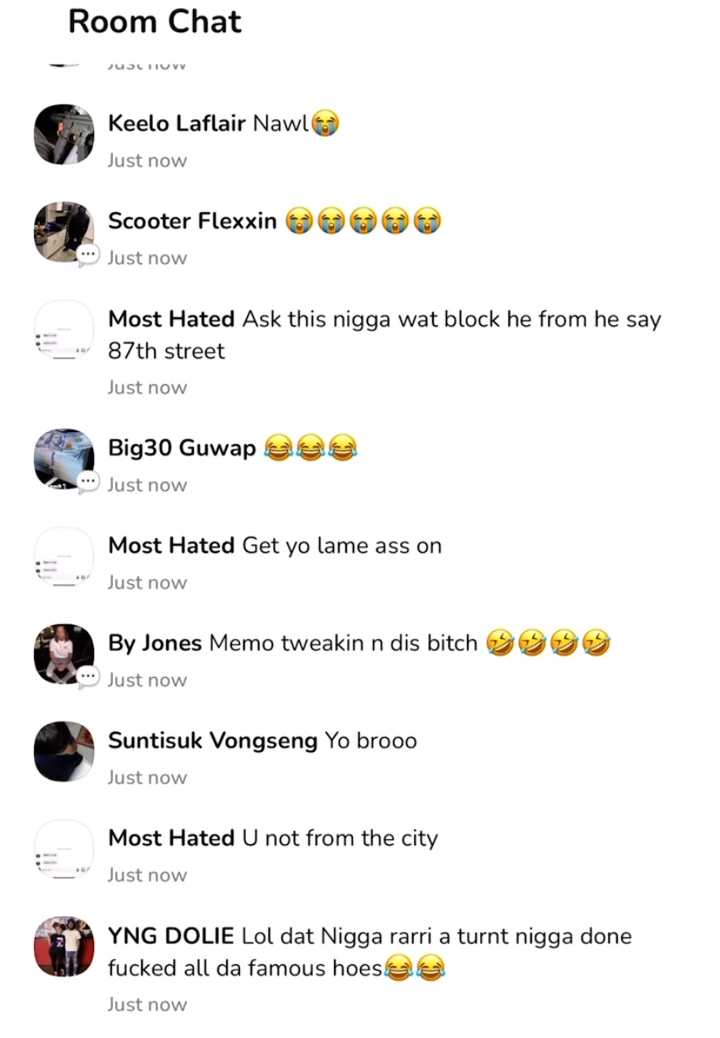 Room Chat
Just now
Keelo Laflair Nawl😭
Just now
Scooter Flexxin 😭😭😭😭😭
Just now
Most Hated Ask this nigga wat block he from he say
87th street
Just now
Big30 Guwap 😂😂😂
Just now
Most Hated Get yo lame ass on
Just now
By Jones Memo tweakin n dis bitch 🤣🤣🤣🤣
Just now
Suntisuk Vongseng Yo brooo
Just now
Most Hated U not from the city
Just now
YNG DOLIE Lol dat Nigga rarri a turnt nigga done
fucked all da famous hoes😂😂
Just now